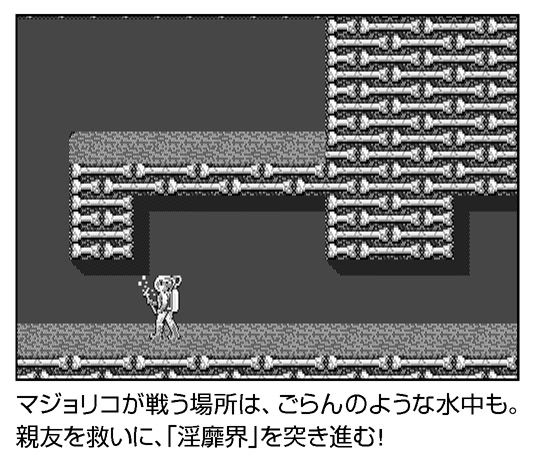 マジョリコが戦う場所は、ごらんのような水中も。
親友を救いに、「淫靡界」を突き進む!